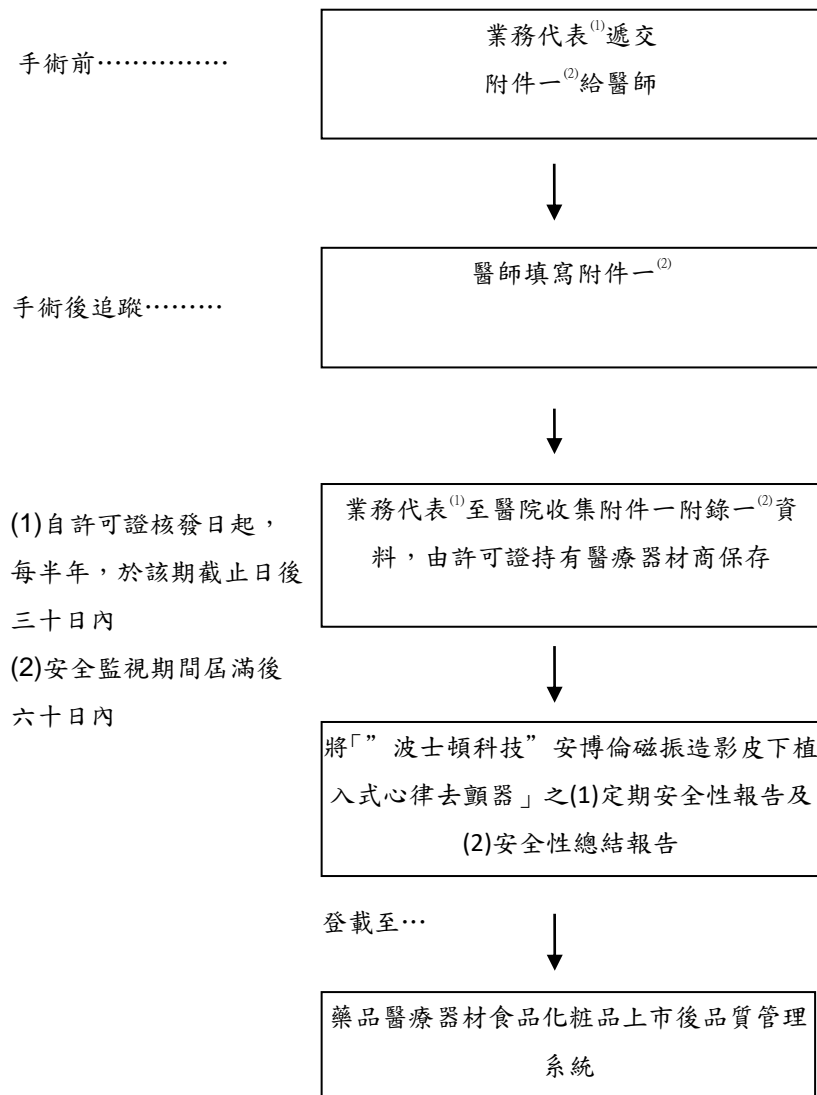 手術前……………
業務代表⁽¹⁾遞交
附件一⁽²⁾給醫師
手術後追蹤………
醫師填寫附件一⁽²⁾
(1)自許可證核發日起，
每半年，於該期截止日後
三十日內
(2)安全監視期間屆滿後
六十日內
業務代表⁽¹⁾至醫院收集附件一附錄一⁽²⁾資
料，由許可證持有醫療器材商保存
將「”波士頓科技”安博倫磁振造影皮下植
入式心律去顫器」之(1)定期安全性報告及
(2)安全性總結報告
登載至…
藥品醫療器材食品化粧品上市後品質管理
系統